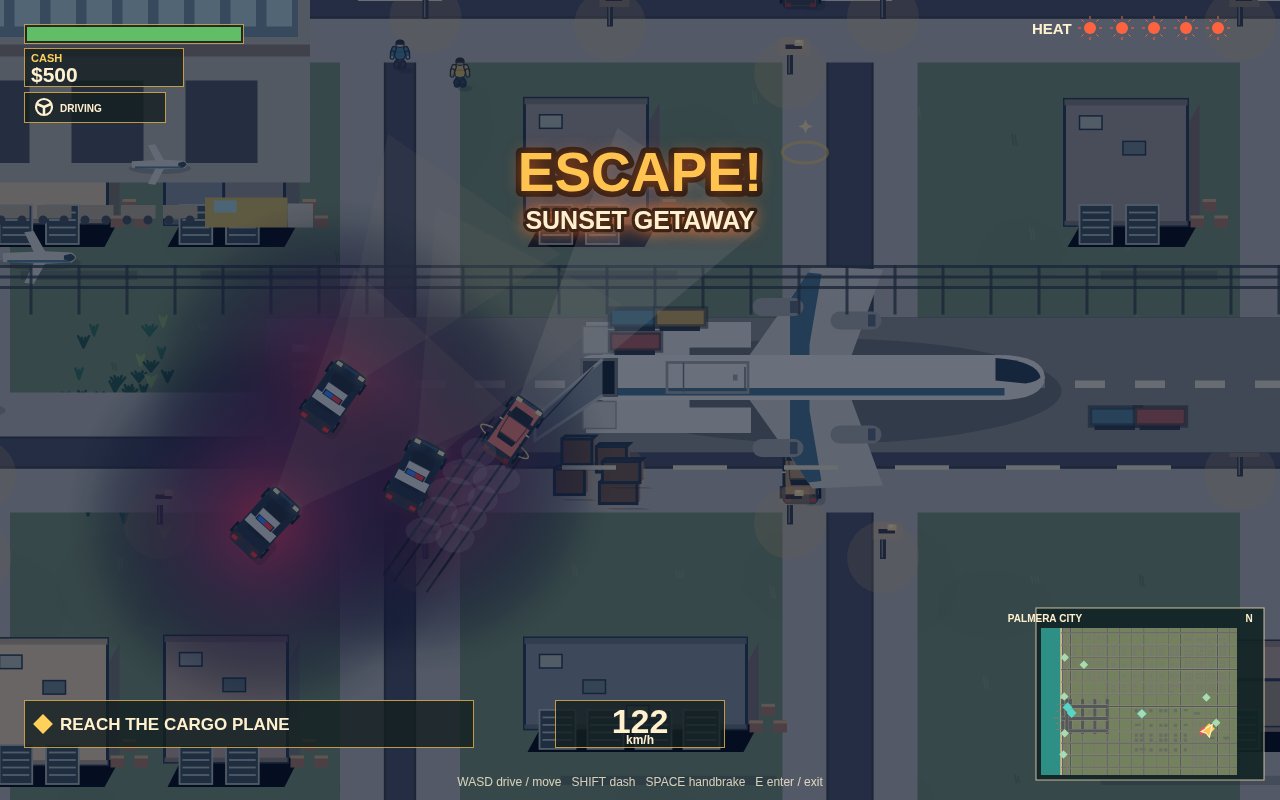 HEAT
CASH
$500
DRIVING
ESCAPE!
SUNSET GETAWAY
PALMERA CITY N
REACH THE CARGO PLANE
122
km/h
WASD drive / move SHIFT dash SPACE handbrake E enter / exit